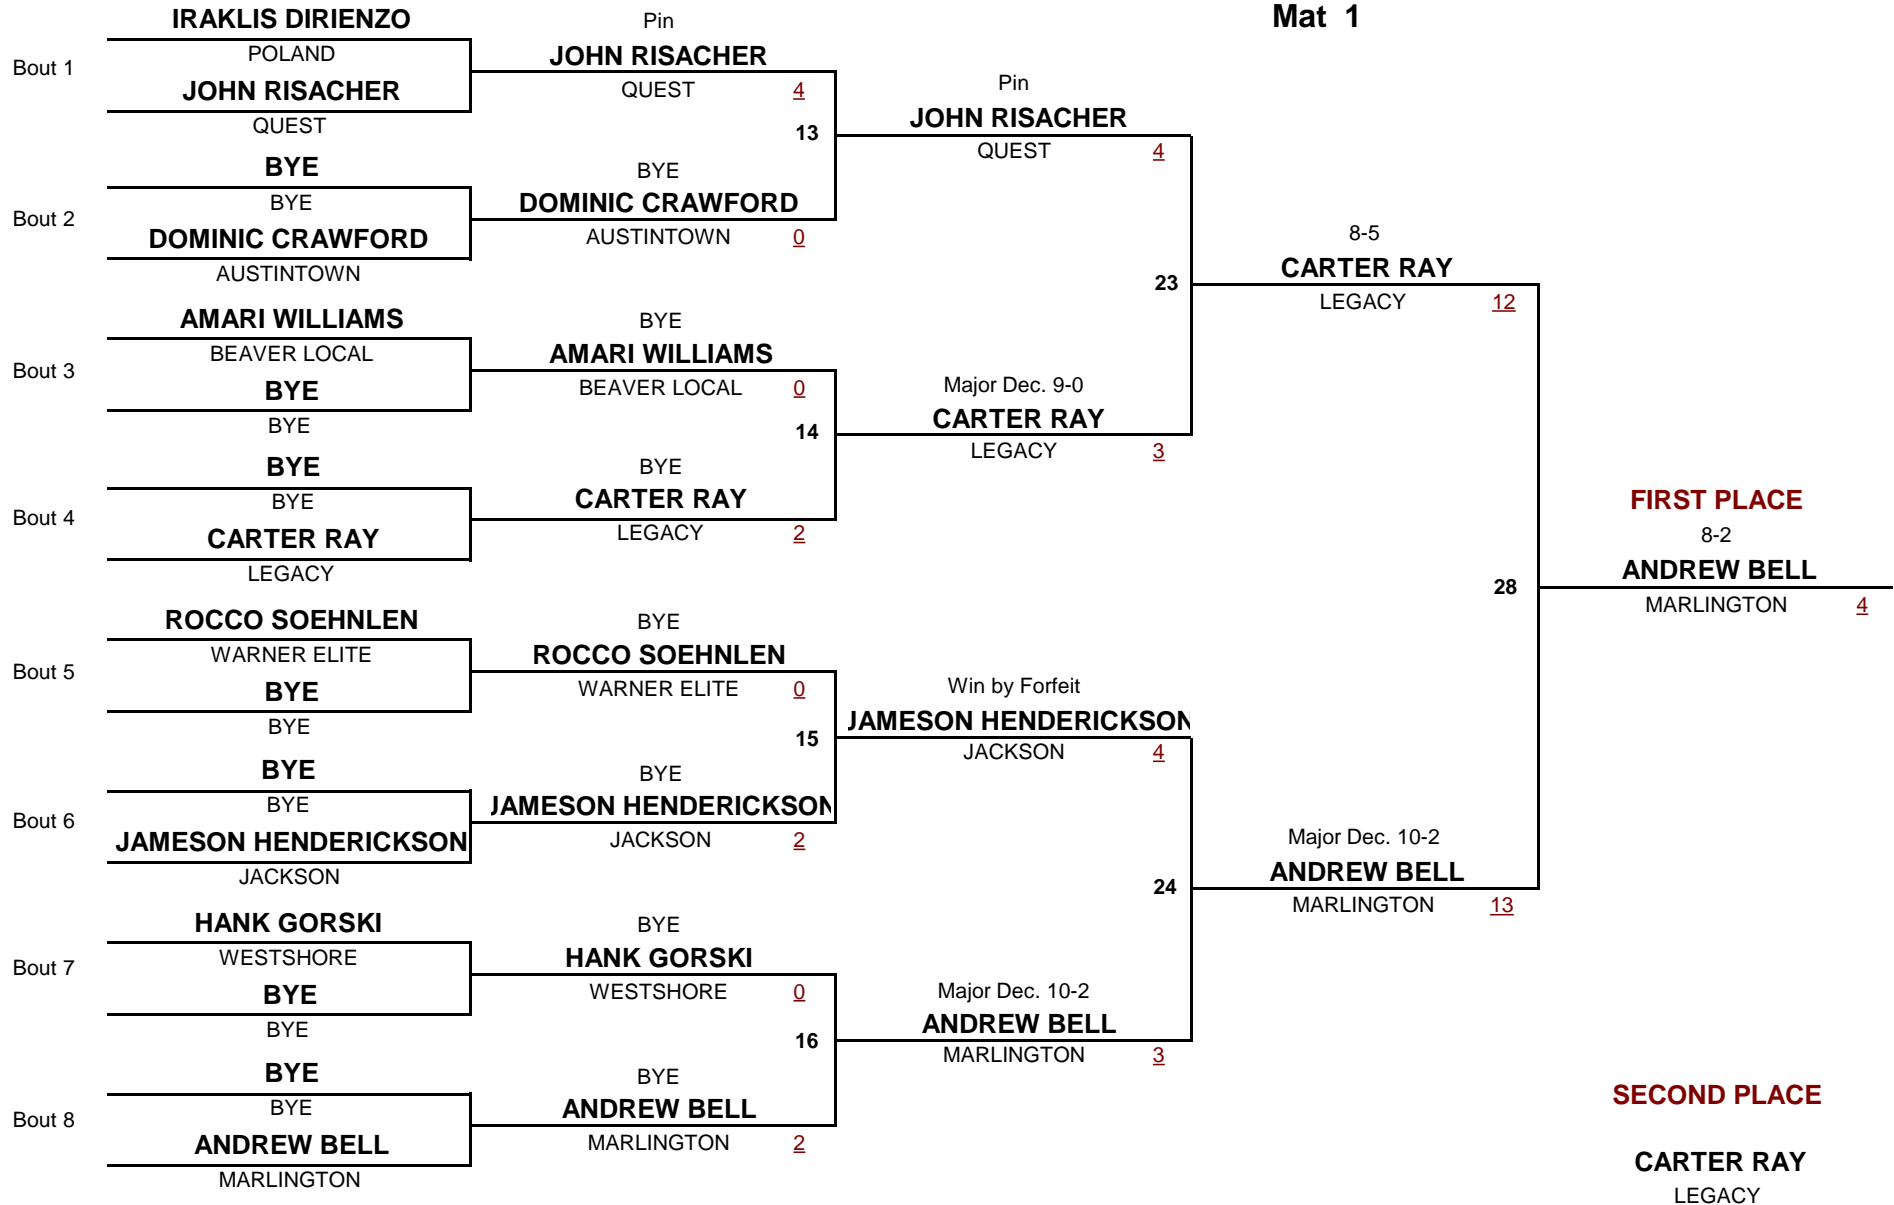 Mat 1
IRAKLIS DIRIENZO
POLAND
Bout 1
JOHN RISACHER
QUEST
BYE
BYE
Bout 2
DOMINIC CRAWFORD
AUSTINTOWN
AMARI WILLIAMS
BEAVER LOCAL
Bout 3
BYE
BYE
BYE
BYE
Bout 4
CARTER RAY
LEGACY
ROCCO SOEHNLEN
WARNER ELITE
Bout 5
BYE
BYE
BYE
BYE
Bout 6
JAMESON HENDERICKSON
JACKSON
HANK GORSKI
WESTSHORE
Bout 7
BYE
BYE
BYE
BYE
Bout 8
ANDREW BELL
MARLINGTON
Pin
JOHN RISACHER
QUEST 4
13
BYE
DOMINIC CRAWFORD
AUSTINTOWN 0
BYE
AMARI WILLIAMS
BEAVER LOCAL 0
14
BYE
CARTER RAY
LEGACY 2
BYE
ROCCO SOEHNLEN
WARNER ELITE 0
15
BYE
JAMESON HENDERICKSON
JACKSON 2
BYE
HANK GORSKI
WESTSHORE 0
16
BYE
ANDREW BELL
MARLINGTON 2
Pin
JOHN RISACHER
QUEST 4
23
Major Dec. 9-0
CARTER RAY
LEGACY 3
Win by Forfeit
JAMESON HENDERICKSON
JACKSON 4
24
Major Dec. 10-2
ANDREW BELL
MARLINGTON 3
8-5
CARTER RAY
LEGACY 12
28
Major Dec. 10-2
ANDREW BELL
MARLINGTON 13
FIRST PLACE
8-2
ANDREW BELL
MARLINGTON 4
SECOND PLACE
CARTER RAY
LEGACY